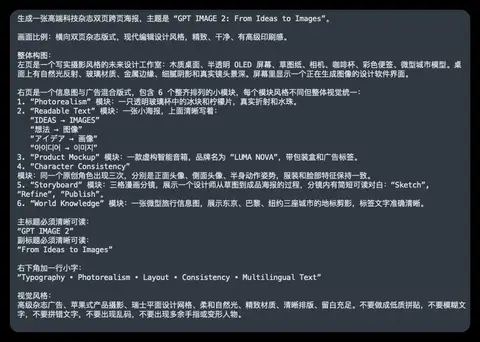 生成一张高端科技杂志双页跨页海报，主题是“GPT IMAGE 2: From Ideas to Images”。
画面比例：横向双页杂志版式，现代编辑设计风格，精致、干净、有高级印刷感。
整体构图：
左页是一个写实摄影风格的未来设计工作室：木质桌面、半透明 OLED 屏幕、草图纸、相机、咖啡杯、彩色便签、微型城市模型。桌
面上有自然光反射、玻璃材质、金属边缘、细腻阴影和真实镜头景深。屏幕里显示一个正在生成图像的设计软件界面。
右页是一个信息图与广告混合版式，包含 6 个整齐排列的小模块，每个模块风格不同但整体视觉统一：
1. “Photorealism” 模块：一只透明玻璃杯中的冰块和柠檬片，真实折射和水珠。
2. “Readable Text” 模块：一张小海报，上面清晰写着：
“IDEAS → IMAGES”
“想法 → 图像”
“アイデア → 画像”
“아이디어 → 이미지”
3. “Product Mockup” 模块：一款虚构智能音箱，品牌名为 “LUMA NOVA”，带包装盒和广告标签。
4. “Character Consistency”
模块：同一个原创角色出现三次，分别是正面头像、侧面头像、半身动作姿势，服装和脸部特征保持一致。
5. “Storyboard” 模块：三格漫画分镜，展示一个设计师从草图到成品海报的过程，分镜内有简短可读对白：“Sketch”，
“Refine”，“Publish”。
6. “World Knowledge” 模块：一张微型旅行信息图，展示东京、巴黎、纽约三座城市的地标剪影，标签文字准确清晰。
主标题必须清晰可读：
“GPT IMAGE 2”
副标题必须清晰可读：
“From Ideas to Images”
右下角加一行小字：
“Typography • Photorealism • Layout • Consistency • Multilingual Text”
视觉风格：
高级杂志广告、苹果式产品摄影、瑞士平面设计网格、柔和自然光、精致材质、清晰排版、留白充足。不要做成低质拼贴，不要模糊文
字，不要拼错文字，不要出现乱码，不要出现多余手指或变形人物。